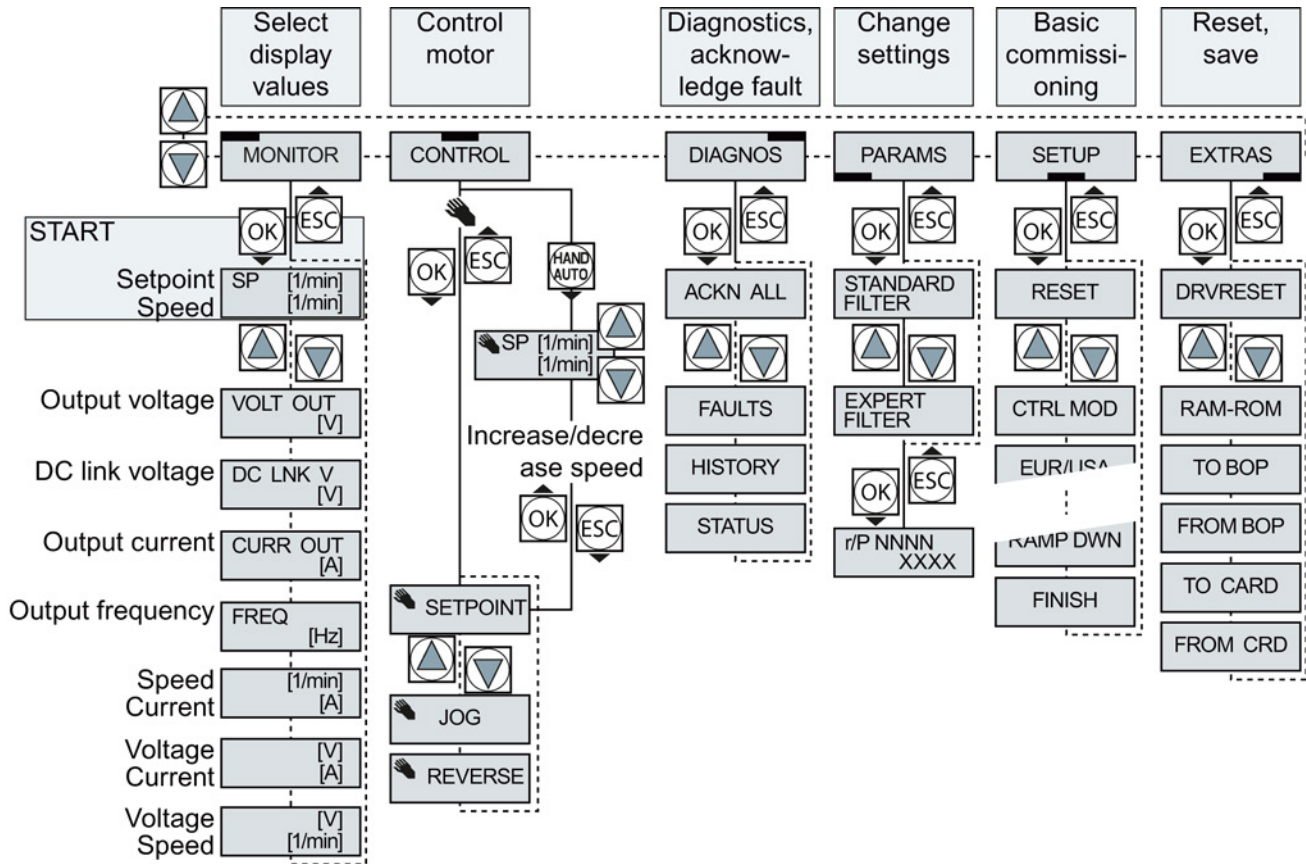 Select
display
values
Control
motor
Diagnostics,
acknow-
ledge fault
Change
settings
Basic
commissi-
oning
Reset,
save
MONITOR
CONTROL
DIAGNOS
PARAMS
SETUP
EXTRAS
START
OK
ESC
Setpoint
Speed
SP [1/min]
[1/min]
Output voltage
VOLT OUT
[V]
DC link voltage
DC LNK V
[V]
Output current
CURR OUT
[A]
Output frequency
FREQ
[Hz]
Speed
Current
[1/min]
[A]
Voltage
Current
[V]
[A]
Voltage
Speed
[V]
[1/min]
OK
ESC
HAND
AUTO
SP [1/min]
[1/min]
Increase/decre
ase speed
OK
ESC
SETPOINT
JOG
REVERSE
OK
ESC
ACKN ALL
FAULTS
HISTORY
STATUS
OK
ESC
STANDARD
FILTER
EXPERT
FILTER
OK
ESC
r/P NNNN
XXXX
OK
ESC
RESET
CTRL MOD
EUR/USA
RAMP DWN
FINISH
OK
ESC
DRVRESET
RAM-ROM
TO BOP
FROM BOP
TO CARD
FROM CRD